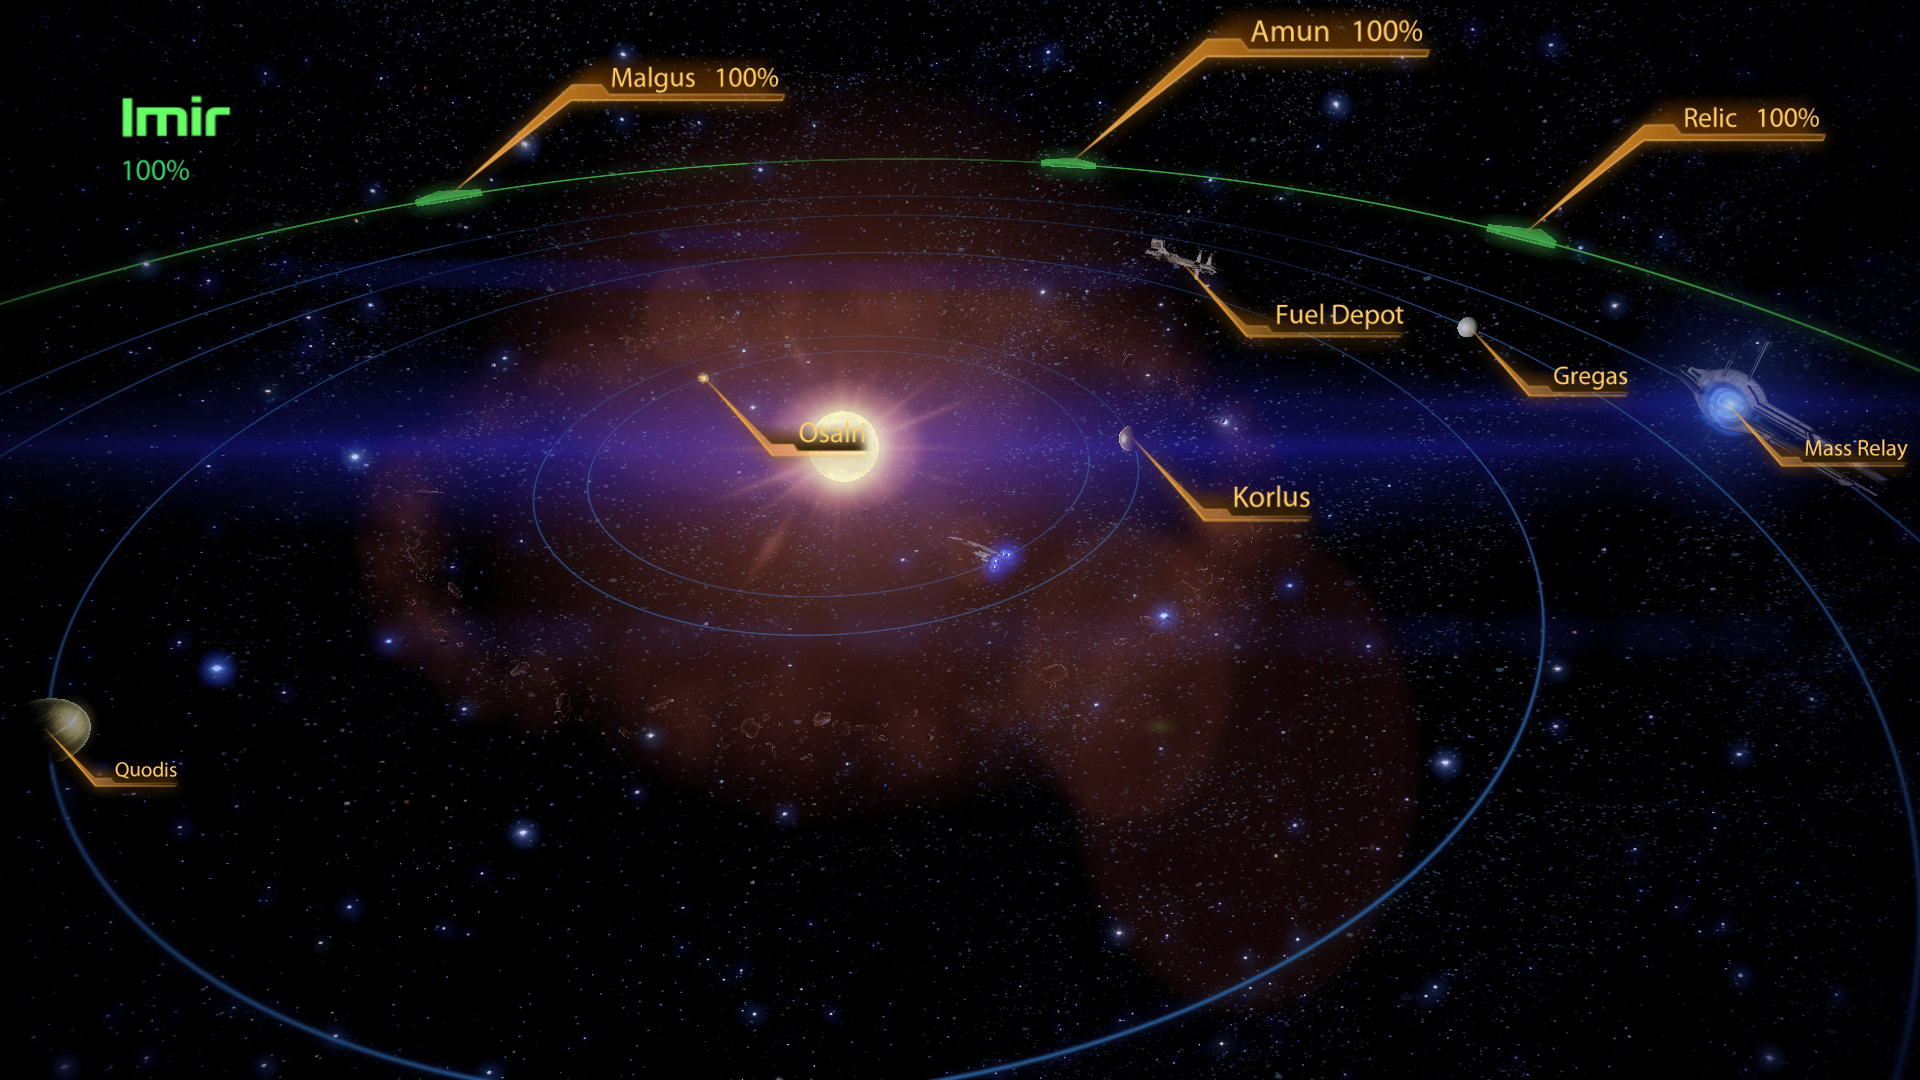 Amun 100%
Malgus 100%
Imir
100%
Relic 100%
Fuel Depot
Gregas
Osalri
Mass Relay
Korlus
Quodis